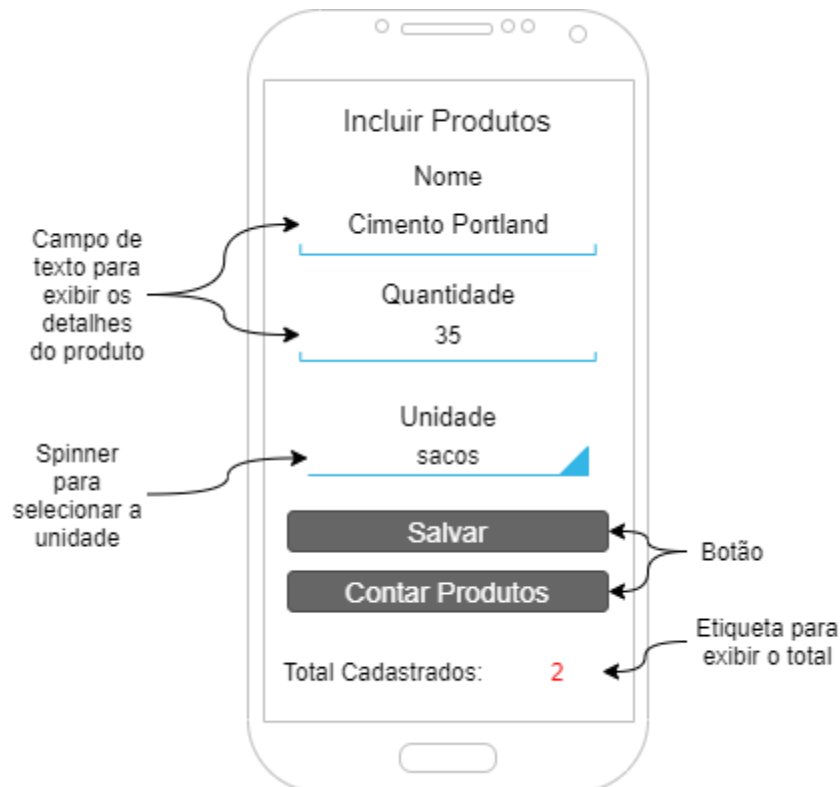 Incluir Produtos
Nome
Cimento Portland
Campo de
texto para
exibir os
detalhes
do produto
Quantidade
35
Unidade
sacos
Spinner
para
selecionar a
unidade
Salvar
Botão
Contar Produtos
Etiqueta para
exibir o total
Total Cadastrados: 2